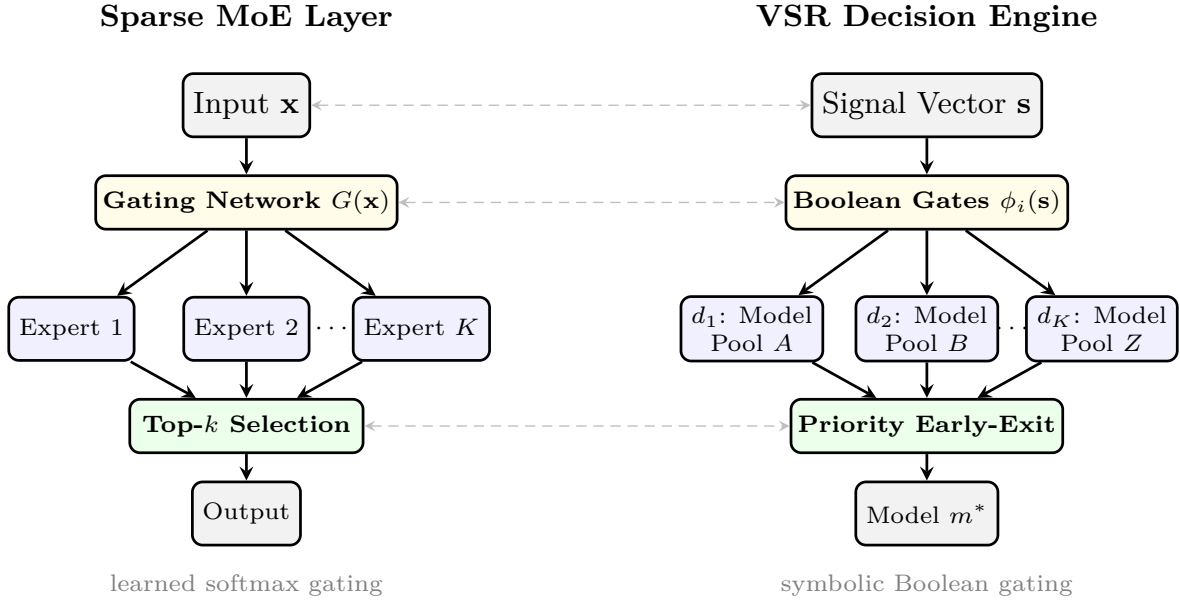 Sparse MoE Layer
VSR Decision Engine
Input x
Signal Vector s
Gating Network G(x)
Boolean Gates ϕᵢ(s)
Expert 1
Expert 2
···
Expert K
d₁: Model
Pool A
d₂: Model
Pool B
···
d_K: Model
Pool Z
Top-k Selection
Priority Early-Exit
Output
Model m*
learned softmax gating
symbolic Boolean gating